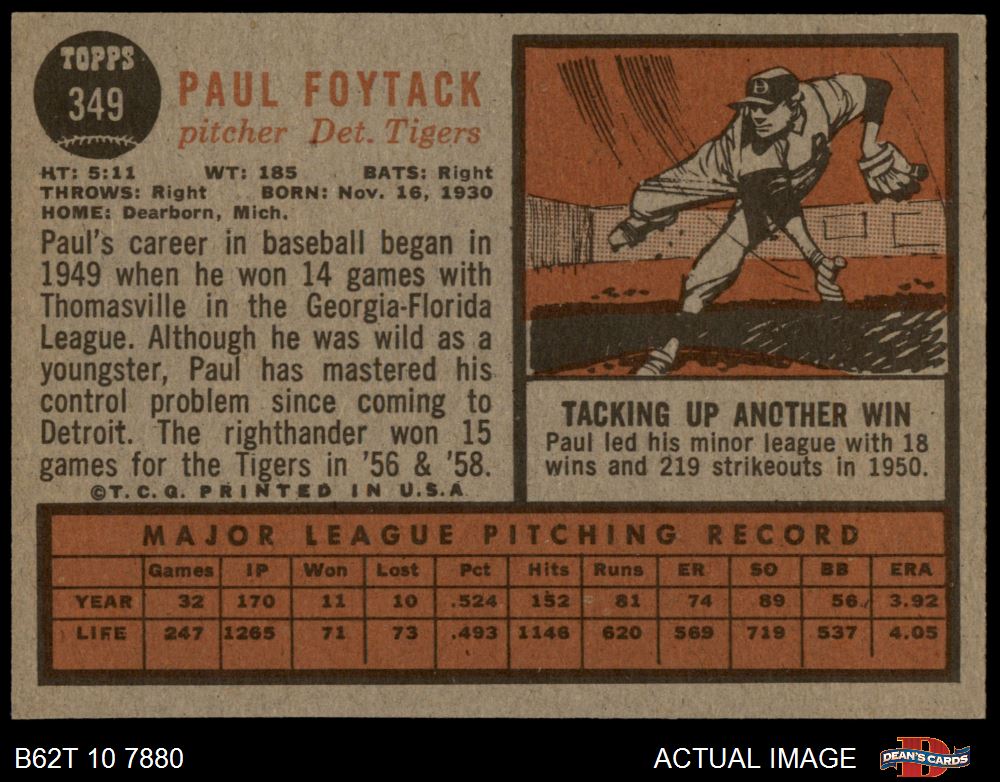 TOPPS
349
PAUL FOYTACK
pitcher Det. Tigers
HT: 5:11 WT: 185 BATS: Right
THROWS: Right BORN: Nov. 16, 1930
HOME: Dearborn, Mich.
Paul's career in baseball began in
1949 when he won 14 games with
Thomasville in the Georgia-Florida
League. Although he was wild as a
youngster, Paul has mastered his
control problem since coming to
Detroit. The righthander won 15
games for the Tigers in '56 & '58.
©T.C.G. PRINTED IN U.S.A
TACKING UP ANOTHER WIN
Paul led his minor league with 18
wins and 219 strikeouts in 1950.
MAJOR LEAGUE PITCHING RECORD
Games IP Won Lost Pct Hits Runs ER SO BB ERA
YEAR 32 170 11 10 .524 152 81 74 89 56 3.92
LIFE 247 1265 71 73 .493 1146 620 569 719 537 4.05
B62T 10 7880 ACTUAL IMAGE DEAN'S CARDS